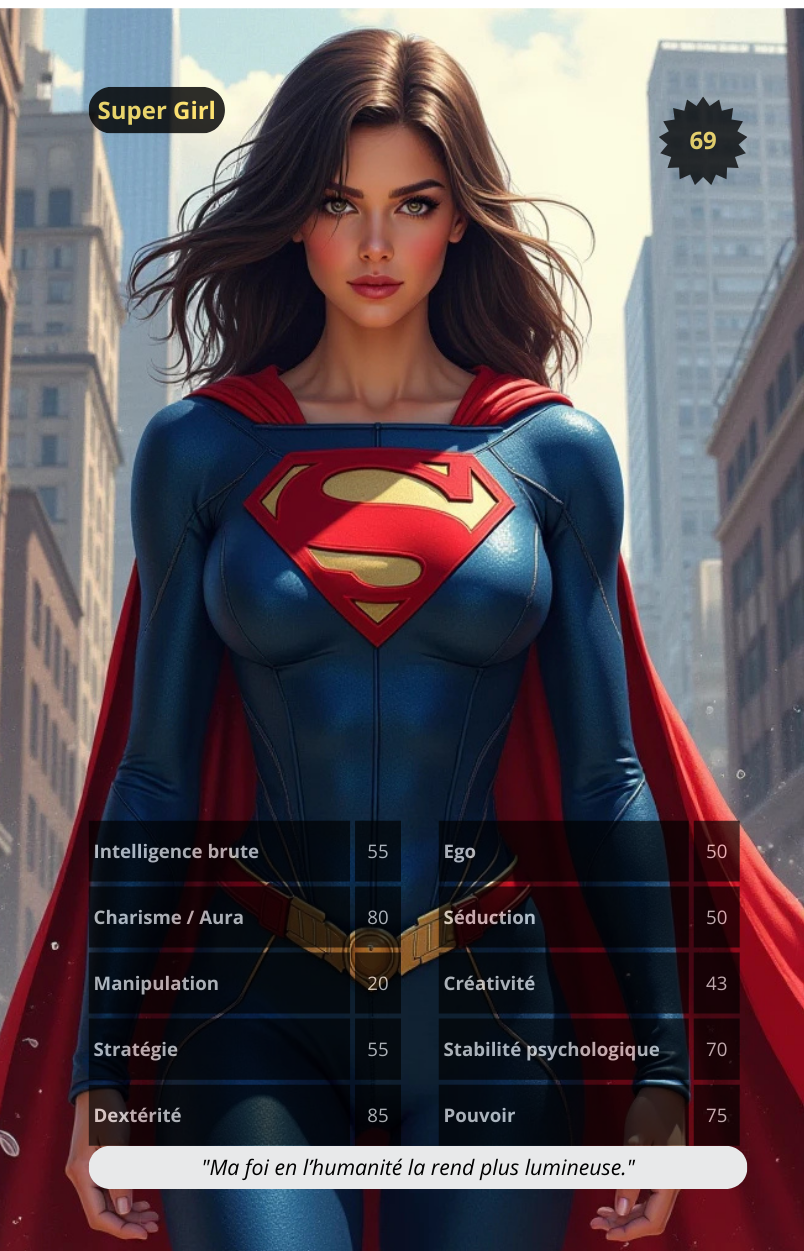 Super Girl
69
Intelligence brute 55
Ego 50
Charisme / Aura 80
Séduction 50
Manipulation 20
Créativité 43
Stratégie 55
Stabilité psychologique 70
Dextérité 85
Pouvoir 75
"Ma foi en l’humanité la rend plus lumineuse."